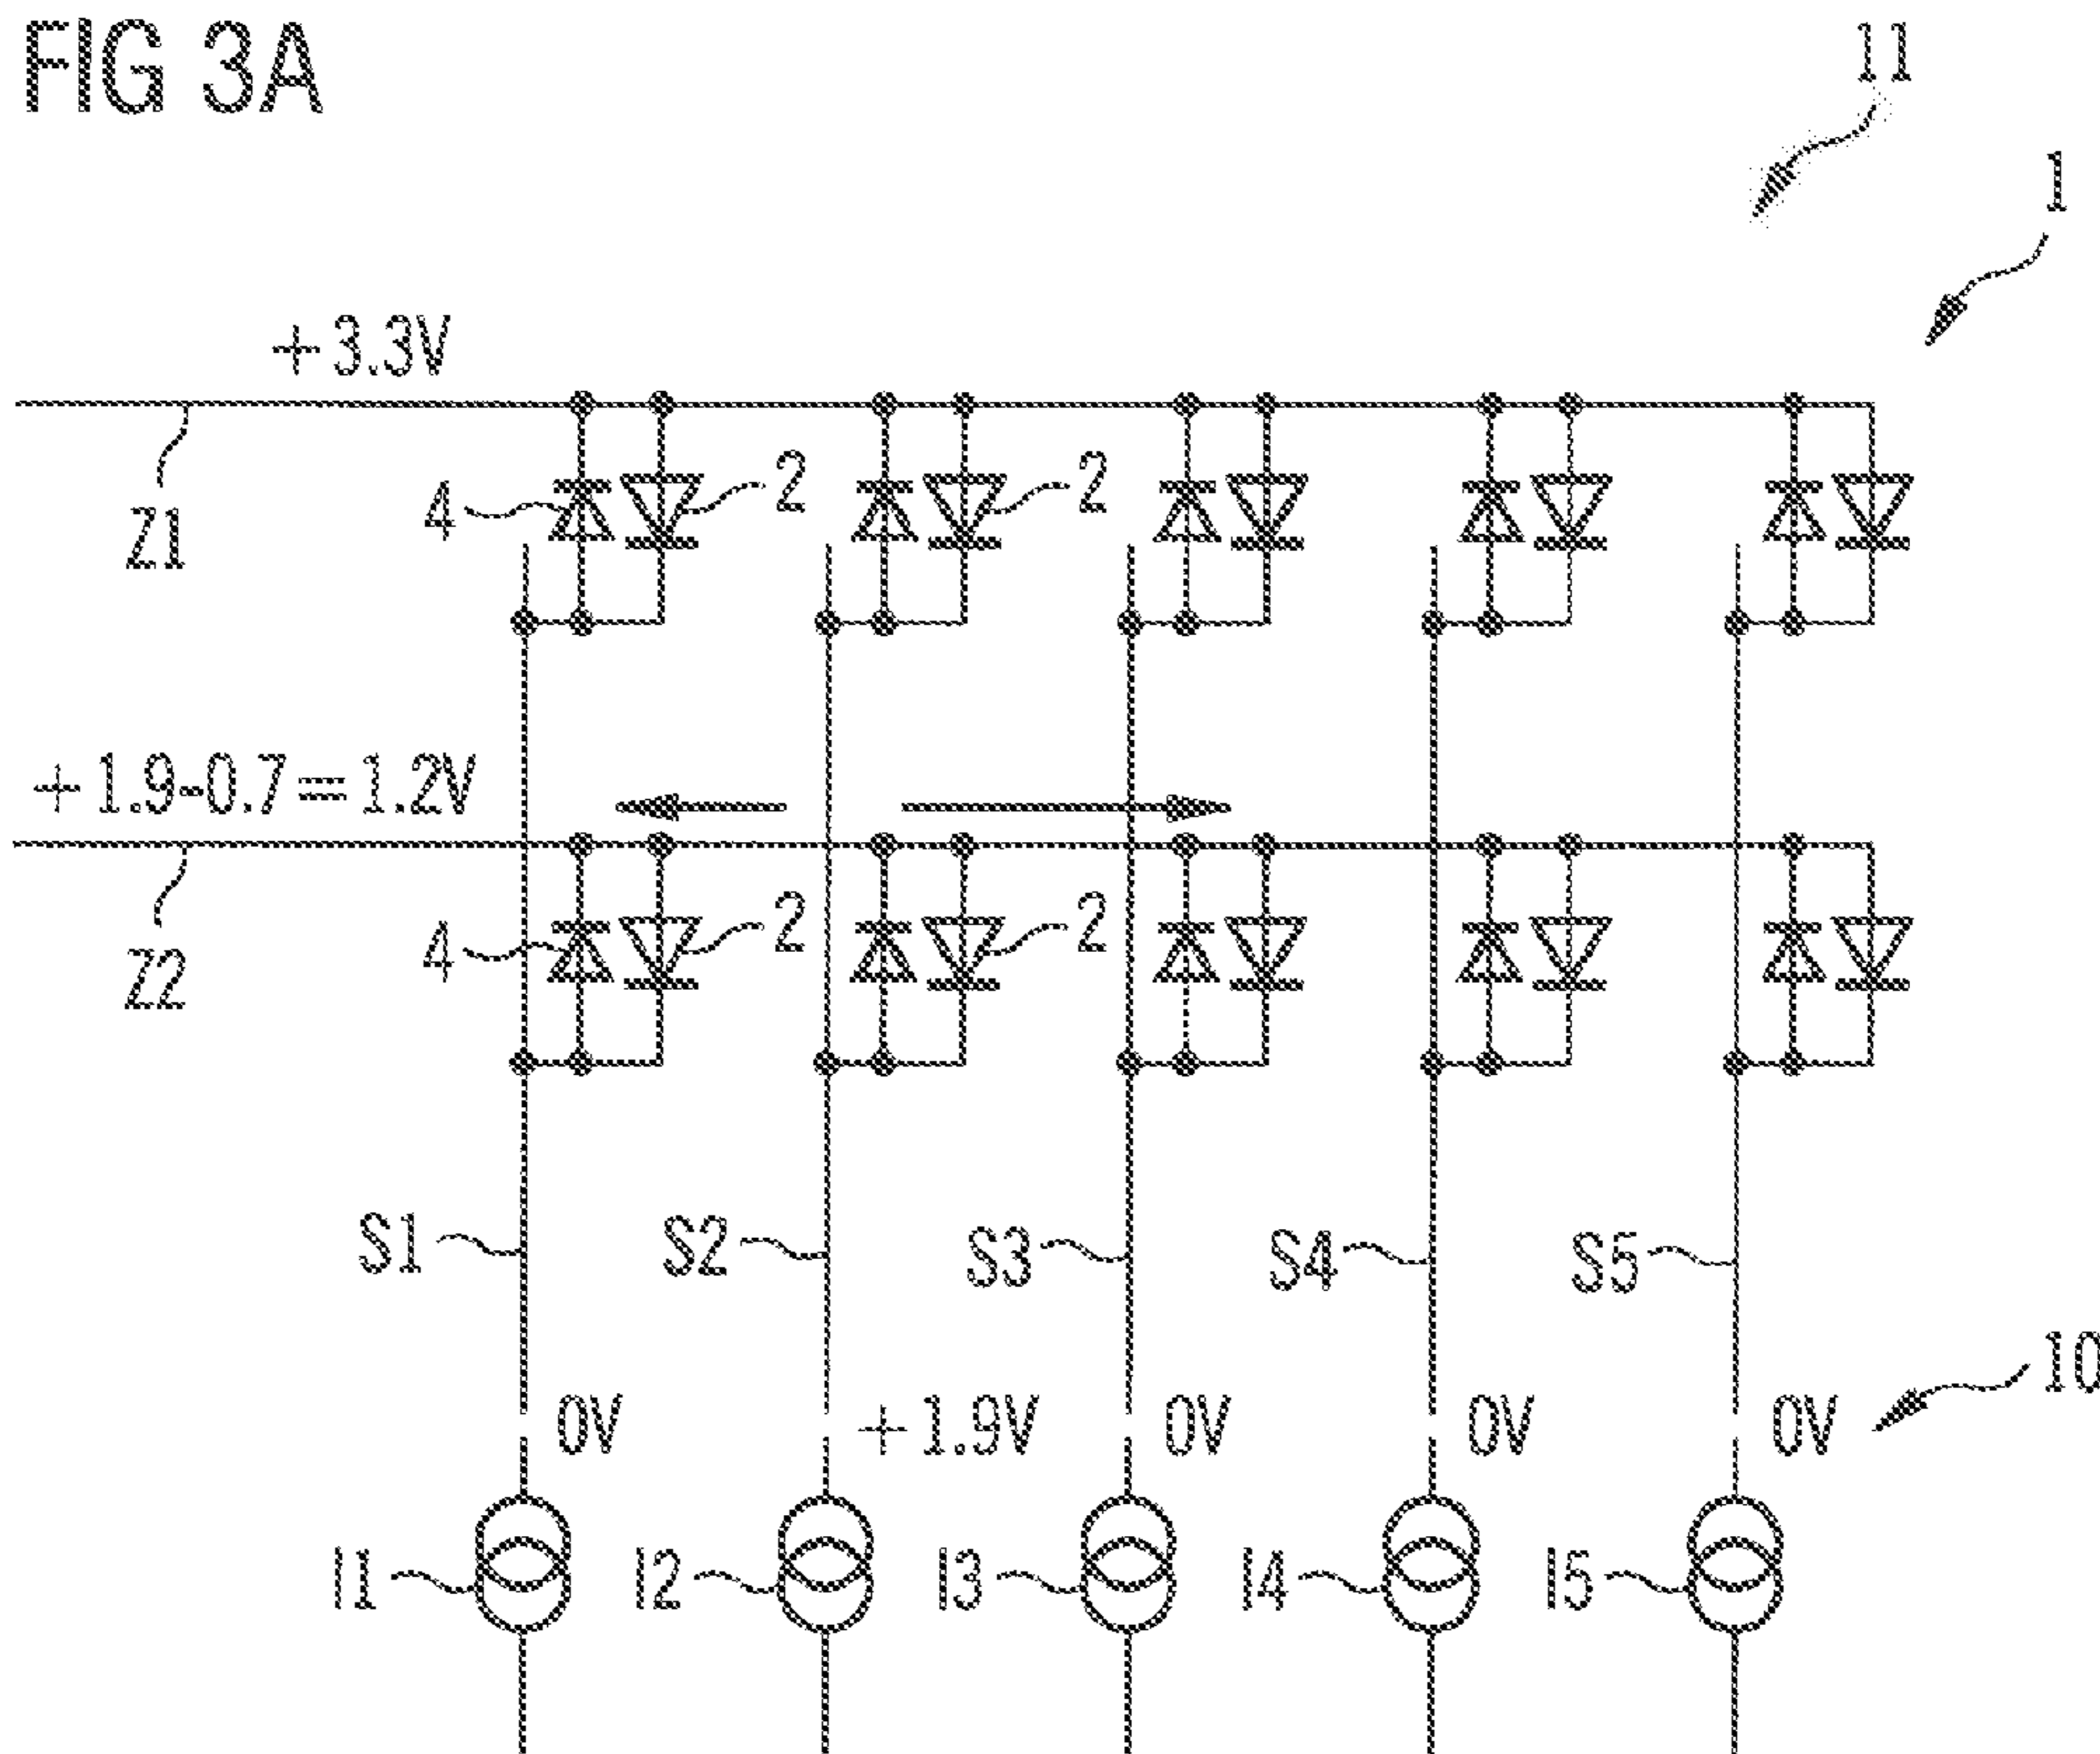 FIG 3A
11
1
+3.3V
Z1
4
2
2
+1.9-0.7=1.2V
Z2
4
2
2
S1
S2
S3
S4
S5
10
0V
+1.9V
0V
0V
0V
I1
I2
I3
I4
I5